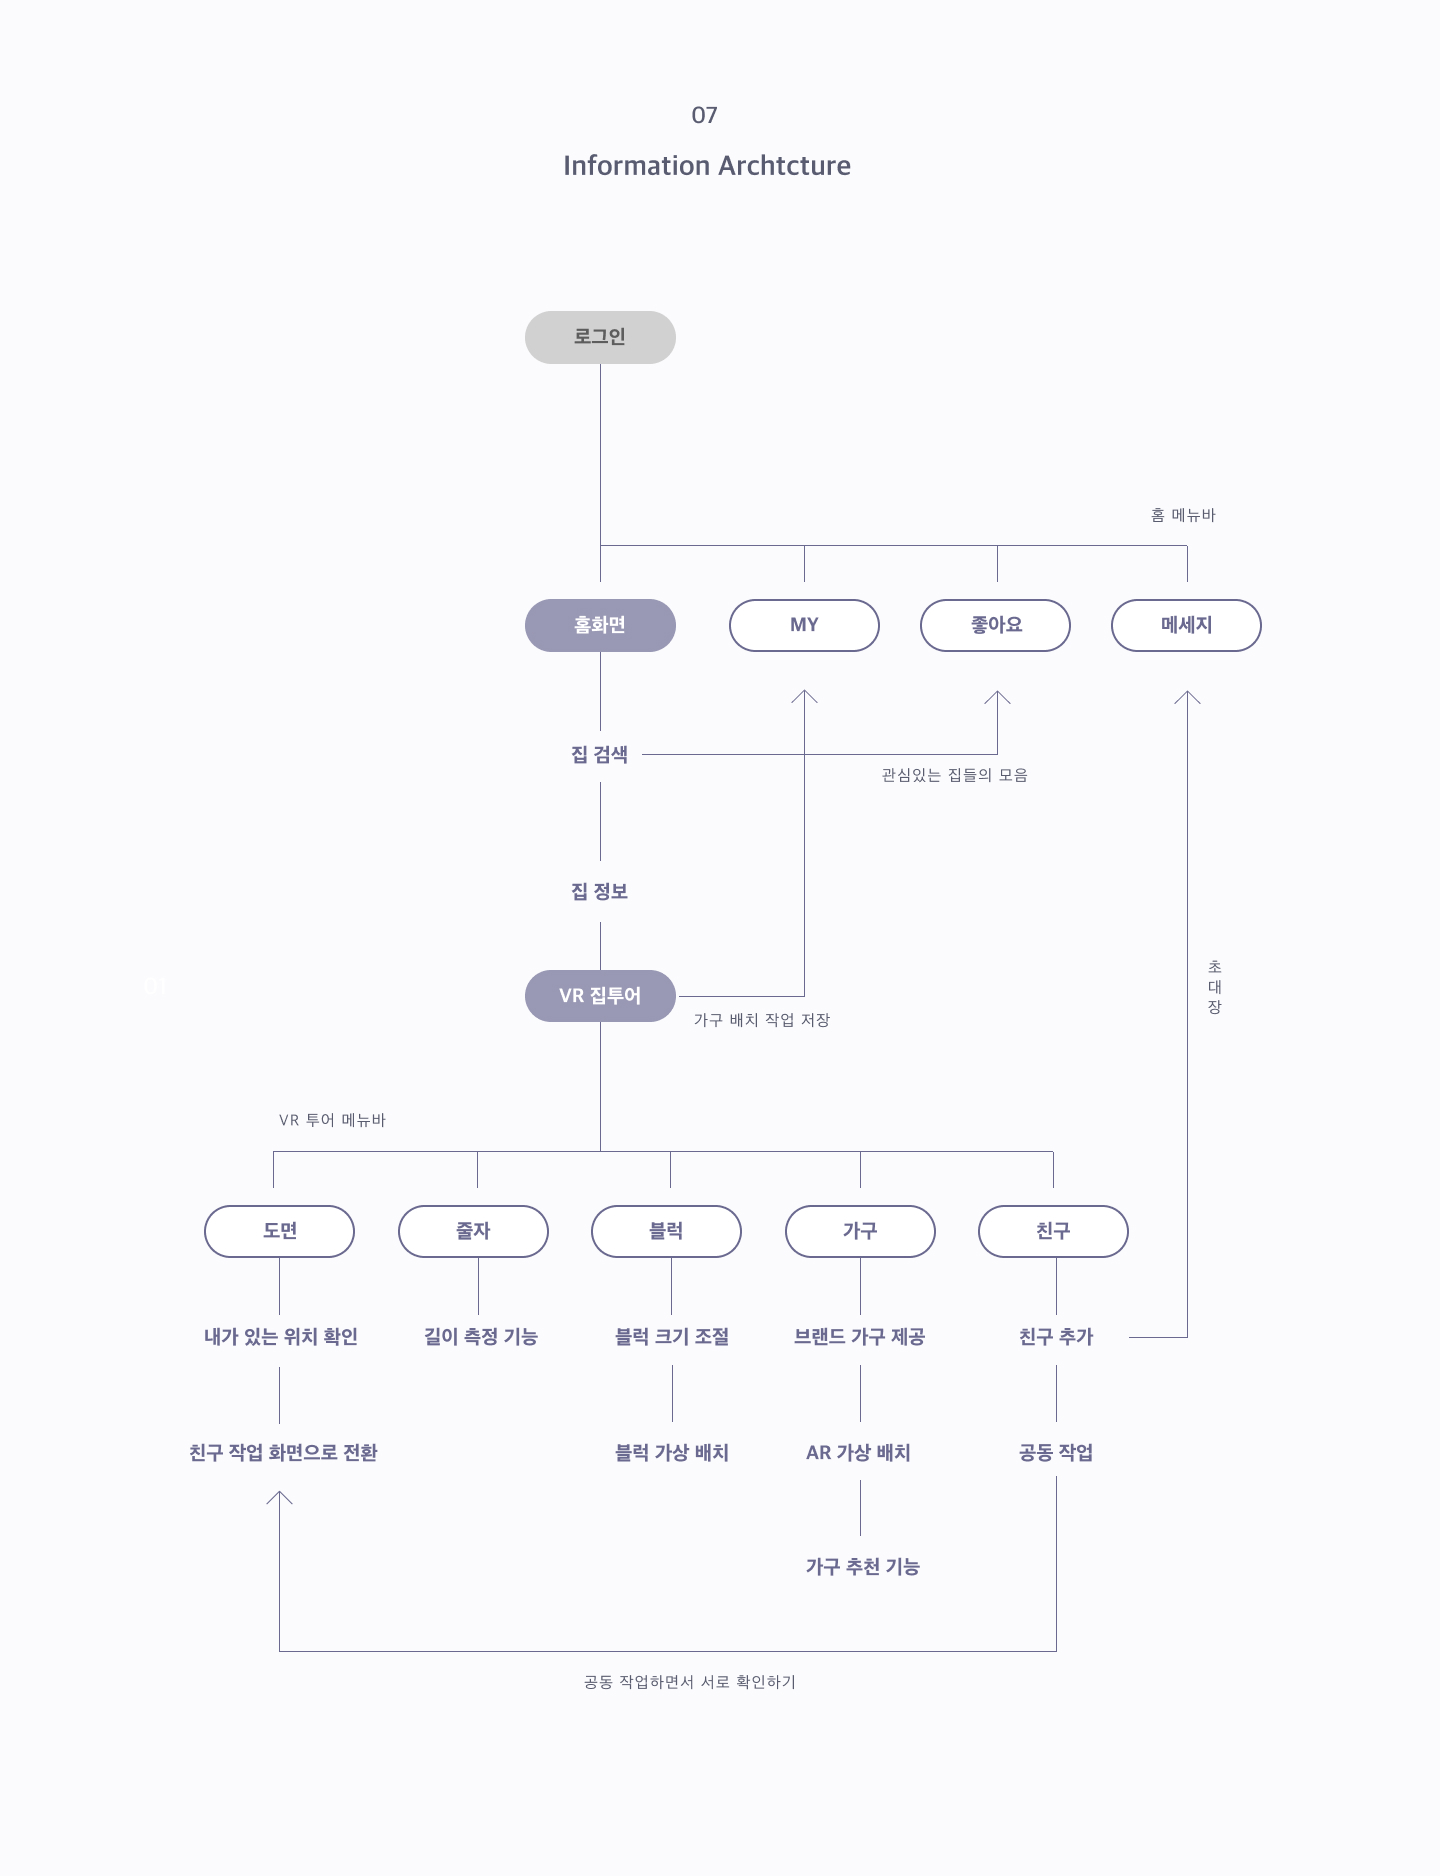 07
Information Archtcture
로그인
홈 메뉴바
홈화면
MY
좋아요
메세지
집 검색
관심있는 집들의 모음
집 정보
초
대
장
01
VR 집투어
가구 배치 작업 저장
VR 투어 메뉴바
도면
줄자
블럭
가구
친구
내가 있는 위치 확인
길이 측정 기능
블럭 크기 조절
브랜드 가구 제공
친구 추가
친구 작업 화면으로 전환
블럭 가상 배치
AR 가상 배치
공동 작업
가구 추천 기능
공동 작업하면서 서로 확인하기